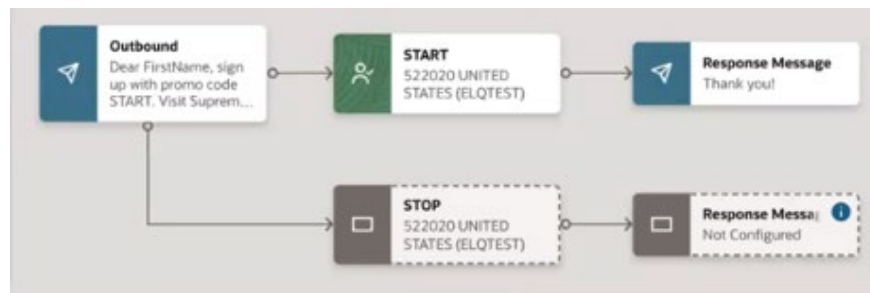 Outbound
Dear FirstName, sign
up with promo code
START. Visit Suprem...
START
522020 UNITED
STATES (ELQTEST)
Response Message
Thank you!
STOP
522020 UNITED
STATES (ELQTEST)
Response Messa
Not Configured